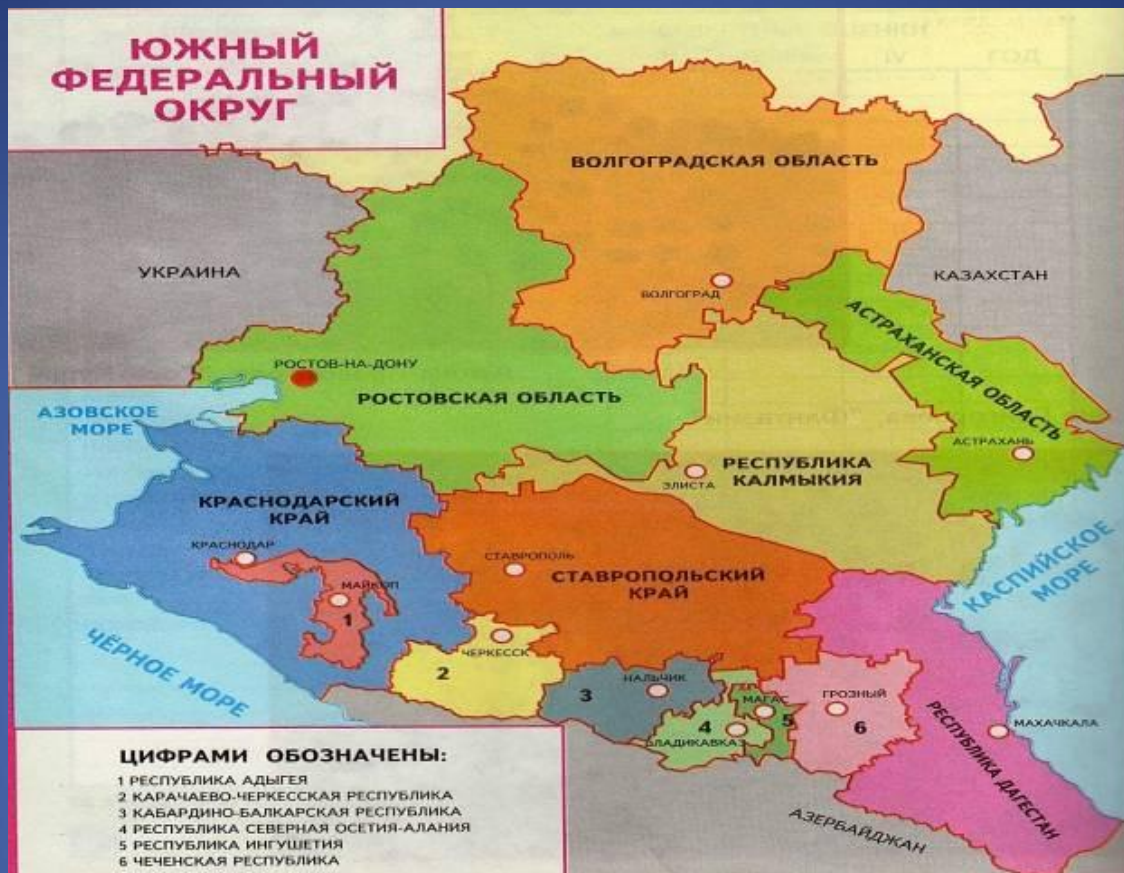 ЮЖНЫЙ
ФЕДЕРАЛЬНЫЙ
ОКРУГ
ВОЛГОГРАДСКАЯ ОБЛАСТЬ
УКРАИНА
КАЗАХСТАН
ВОЛГОГРАД
АСТРАХАНСКАЯ ОБЛАСТЬ
РОСТОВ-НА-ДОНУ
РОСТОВСКАЯ ОБЛАСТЬ
АЗОВСКОЕ
МОРЕ
АСТРАХАНЬ
РЕСПУБЛИКА
КАЛМЫКИЯ
ЭЛИСТА
КРАСНОДАРСКИЙ
КРАЙ
КРАСНОДАР
СТАВРОПОЛЬ
СТАВРОПОЛЬСКИЙ
КРАЙ
КАСПИЙСКОЕ
МОРЕ
МАЙКОП
1
ЧЁРНОЕ МОРЕ
ЧЕРКЕССК
2
НАЛЬЧИК
3
МАГАС
ГРОЗНЫЙ
4
5
6
ВЛАДИКАВКАЗ
РЕСПУБЛИКА ДАГЕСТАН
МАХАЧКАЛА
АЗЕРБАЙДЖАН
ЦИФРАМИ ОБОЗНАЧЕНЫ:
1 РЕСПУБЛИКА АДЫГЕЯ
2 КАРАЧАЕВО-ЧЕРКЕССКАЯ РЕСПУБЛИКА
3 КАБАРДИНО-БАЛКАРСКАЯ РЕСПУБЛИКА
4 РЕСПУБЛИКА СЕВЕРНАЯ ОСЕТИЯ-АЛАНИЯ
5 РЕСПУБЛИКА ИНГУШЕТИЯ
6 ЧЕЧЕНСКАЯ РЕСПУБЛИКА